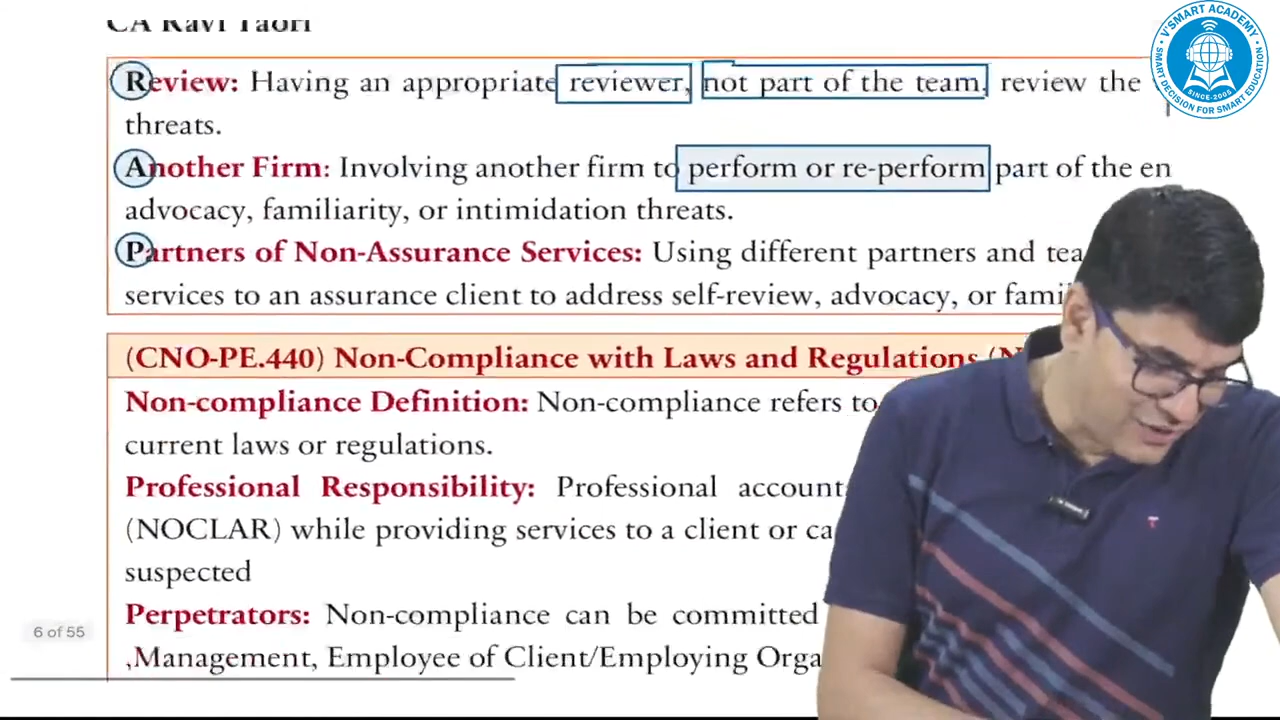 CA Ravi Taori
Review: Having an appropriate reviewer, not part of the team, review the
threats.
Another Firm: Involving another firm to perform or re-perform part of the en
advocacy, familiarity, or intimidation threats.
Partners of Non-Assurance Services: Using different partners and tea
services to an assurance client to address self-review, advocacy, or fami
(CNO-PE.440) Non-Compliance with Laws and Regulations (N
Non-compliance Definition: Non-compliance refers to
current laws or regulations.
Professional Responsibility: Professional account
(NOCLAR) while providing services to a client or ca
suspected
Perpetrators: Non-compliance can be committed
,Management, Employee of Client/Employing Orga
6 of 55
V'SMART ACADEMY
SMART DECISION FOR SMART EDUCATION
SINCE-2005